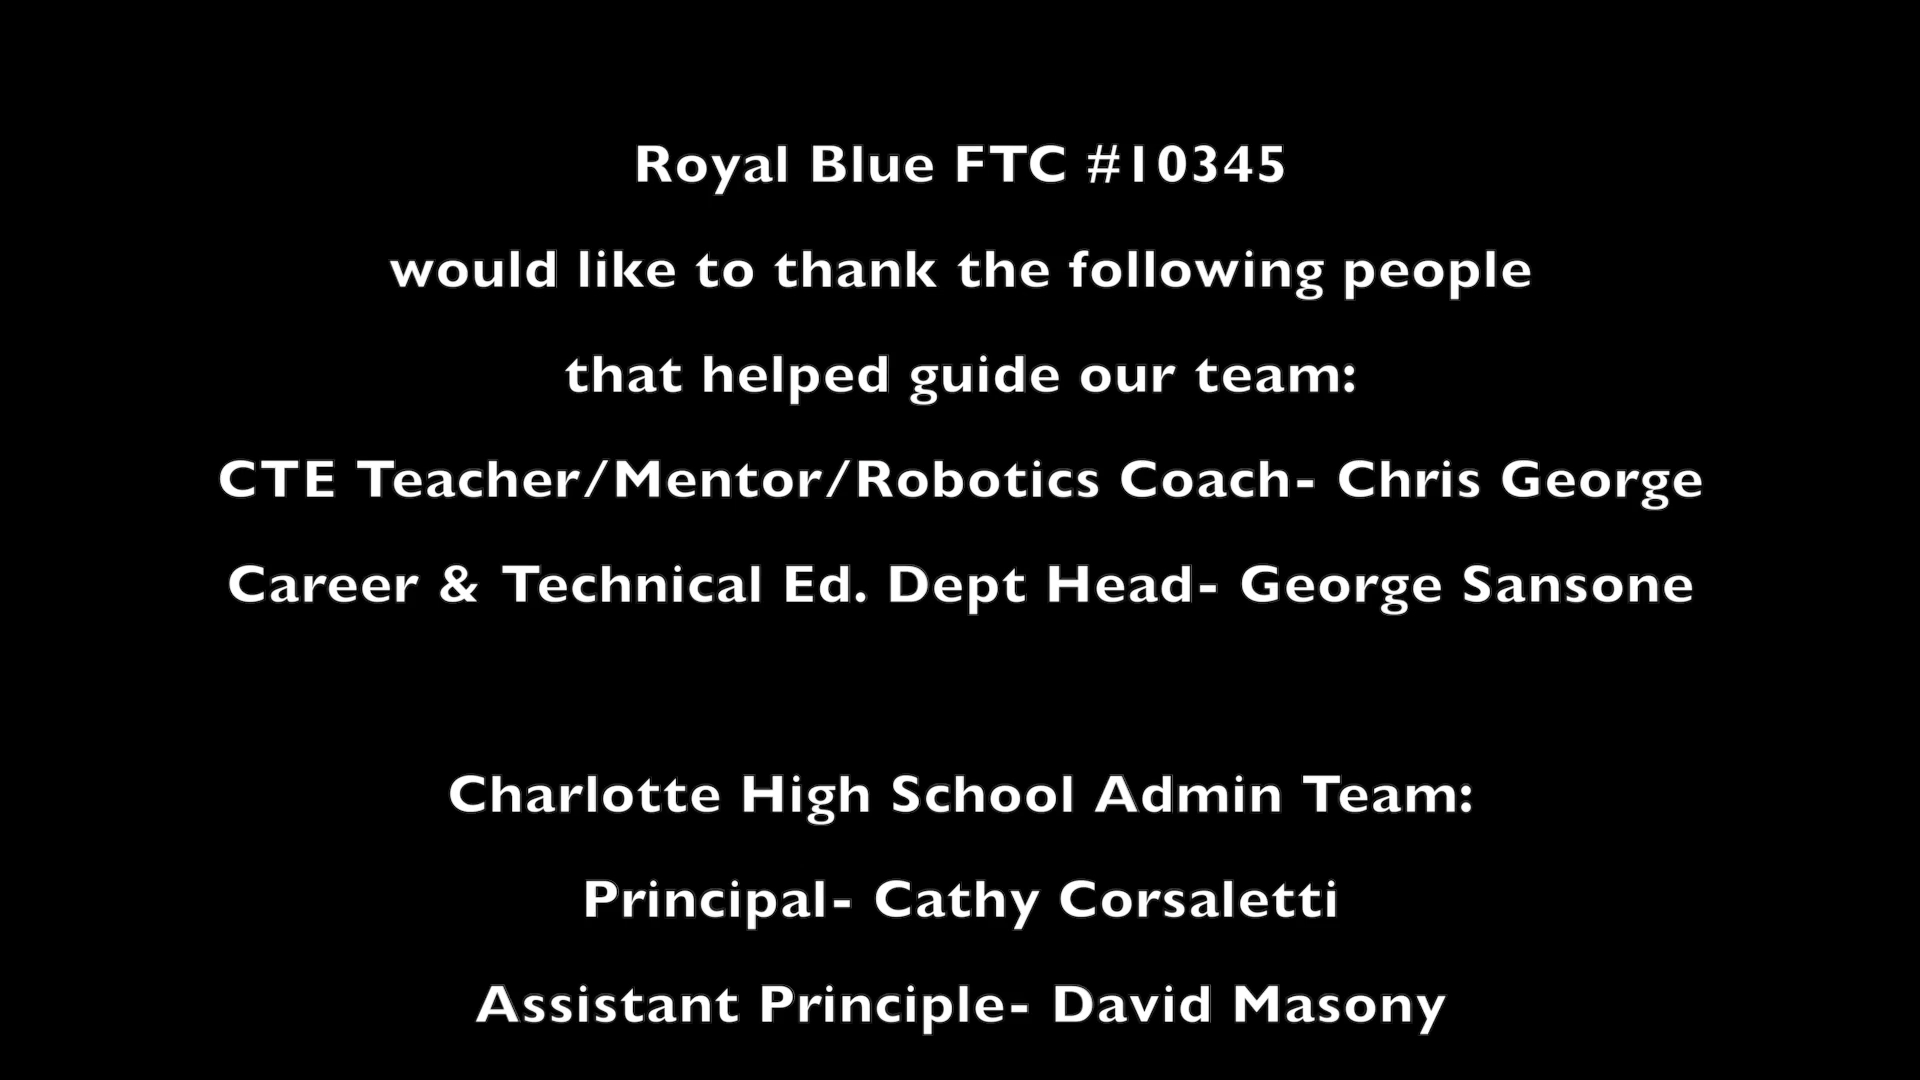 Royal Blue FTC #10345
would like to thank the following people
that helped guide our team:
CTE Teacher/Mentor/Robotics Coach- Chris George
Career & Technical Ed. Dept Head- George Sansone
Charlotte High School Admin Team:
Principal- Cathy Corsaletti
Assistant Principle- David Masony